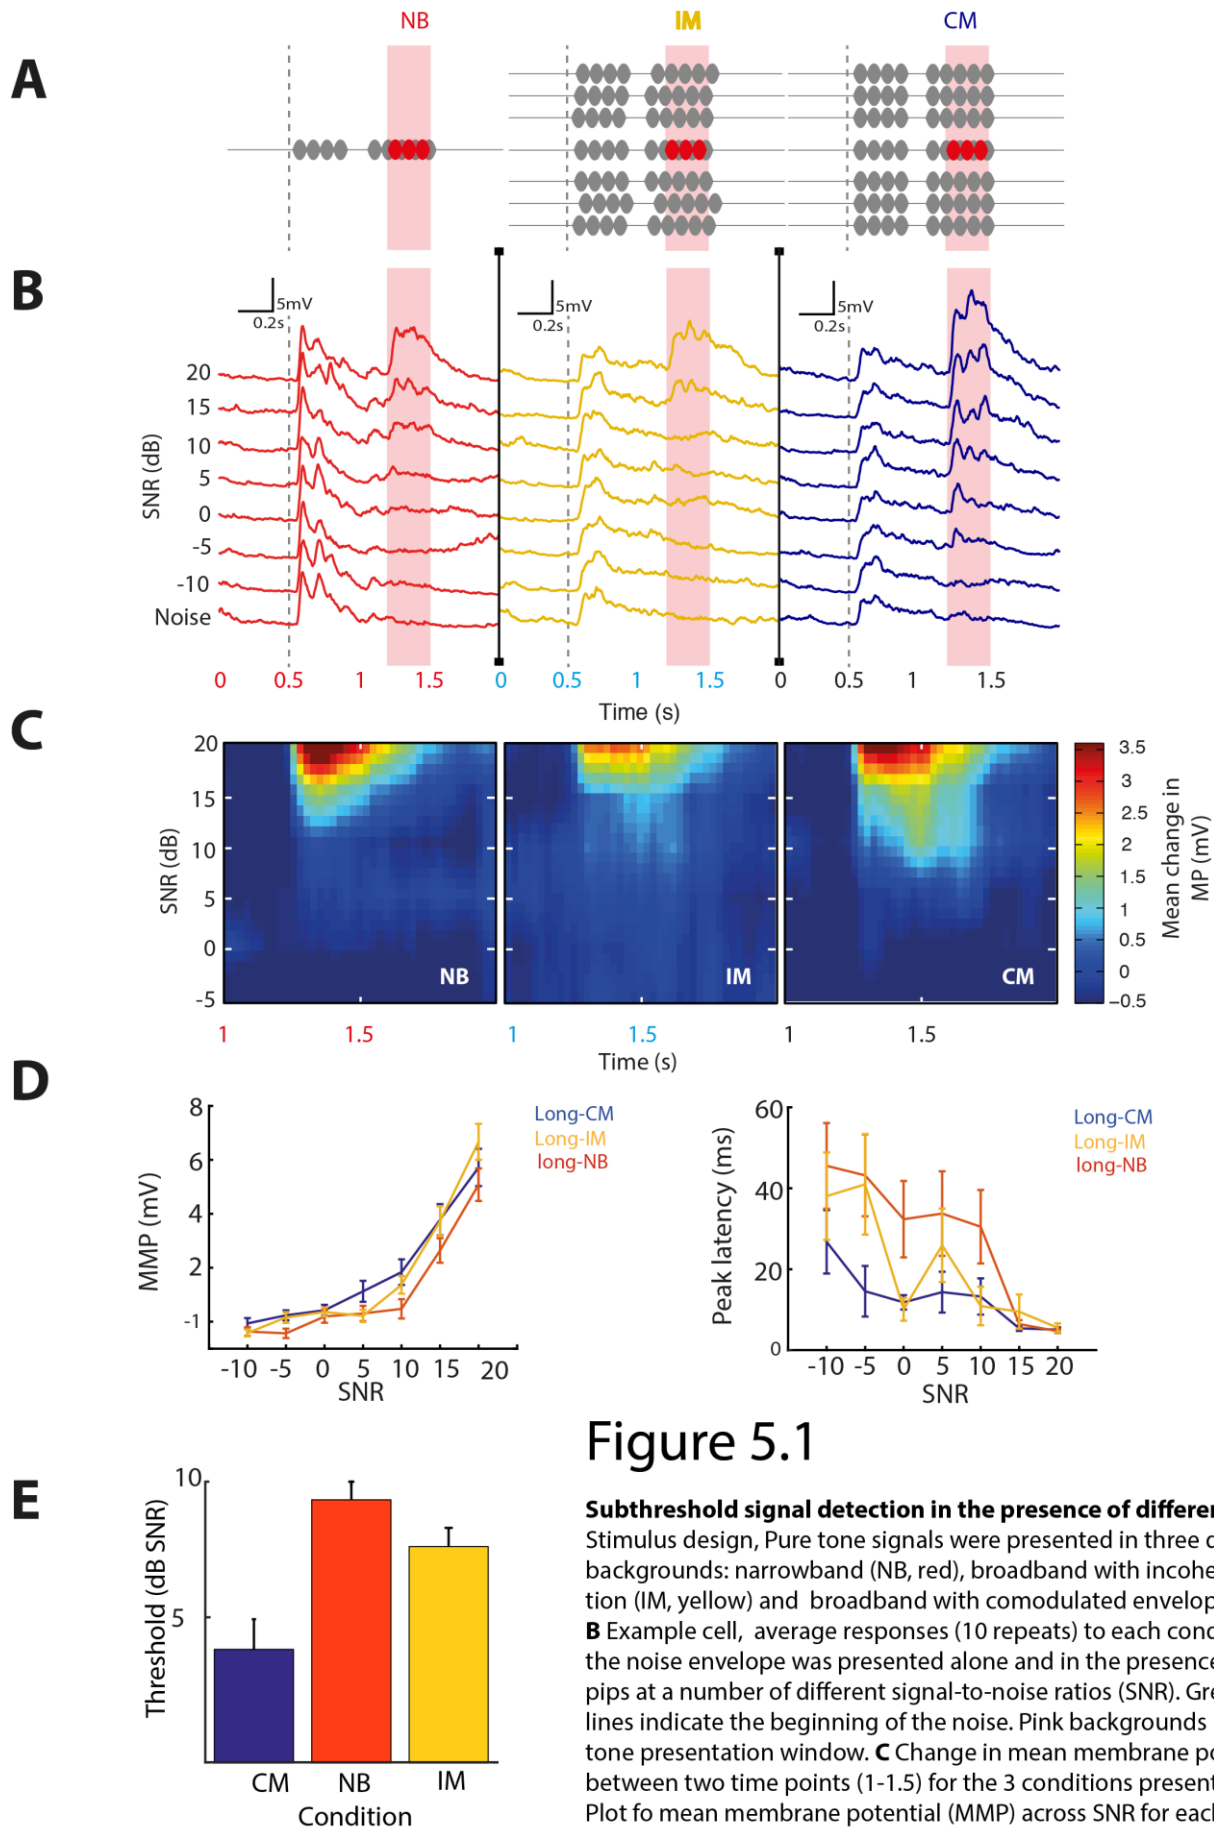 NB IM CM
A
B
5mV
0.2s
5mV
0.2s
5mV
0.2s
SNR (dB)
20
15
10
5
0
-5
-10
Noise
0 0.5 1 1.5 0 0.5 1 1.5 0 0.5 1 1.5
Time (s)
C
SNR (dB)
20
15
10
5
0
-5
NB IM CM
3.5
3
2.5
2
1.5
1
0.5
0
−0.5
Mean change in
MP (mV)
1 1.5 1 1.5 1 1.5
Time (s)
D
MMP (mV)
8
6
4
2
-1
-10 -5 0 5 10 15 20
SNR
Long-CM
Long-IM
long-NB
Peak latency (ms)
60
40
20
0
-10 -5 0 5 10 15 20
SNR
Long-CM
Long-IM
long-NB
E
Threshold (dB SNR)
10
5
CM NB IM
Condition
Figure 5.1
Subthreshold signal detection in the presence of differe
Stimulus design, Pure tone signals were presented in three d
backgrounds: narrowband (NB, red), broadband with incohe
tion (IM, yellow) and broadband with comodulated envelop
B Example cell, average responses (10 repeats) to each cond
the noise envelope was presented alone and in the presence
pips at a number of different signal-to-noise ratios (SNR). Gre
lines indicate the beginning of the noise. Pink backgrounds
tone presentation window. C Change in mean membrane po
between two time points (1-1.5) for the 3 conditions present
Plot fo mean membrane potential (MMP) across SNR for each